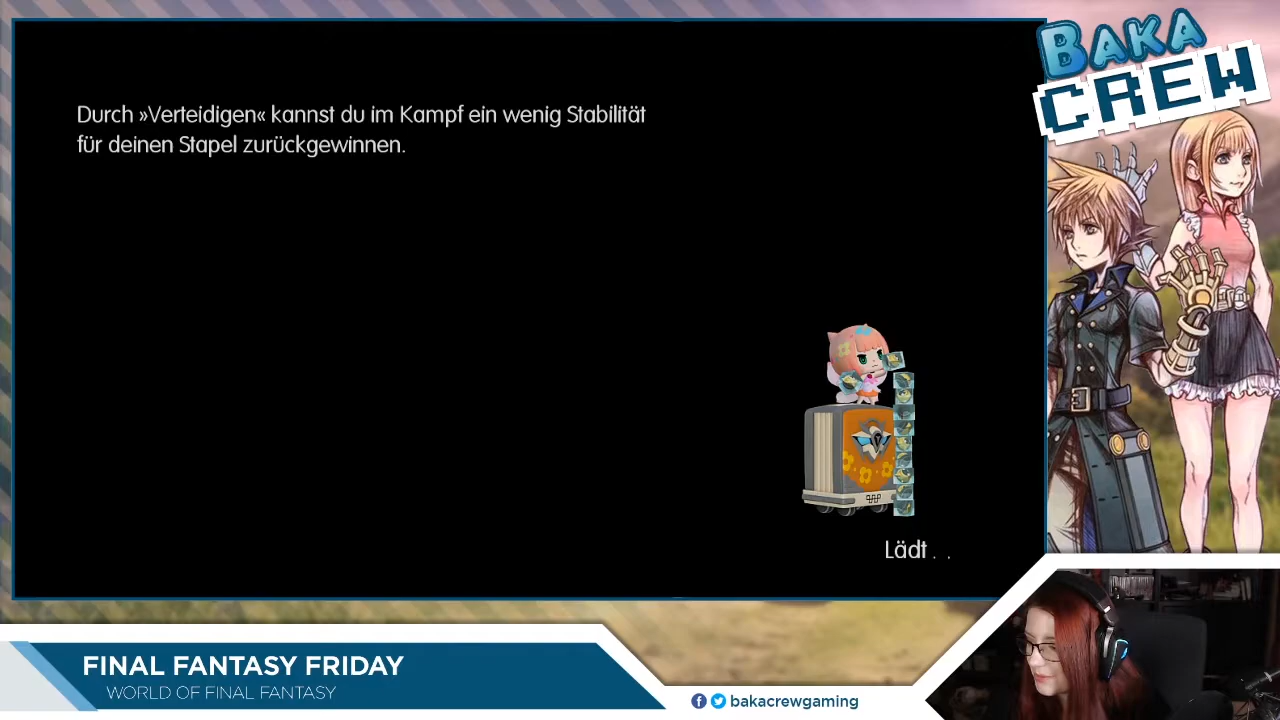 Durch »Verteidigen« kannst du im Kampf ein wenig Stabilität
für deinen Stapel zurückgewinnen.
Lädt . .
BAKA
CREW
FINAL FANTASY FRIDAY
WORLD OF FINAL FANTASY
bakacrewgaming